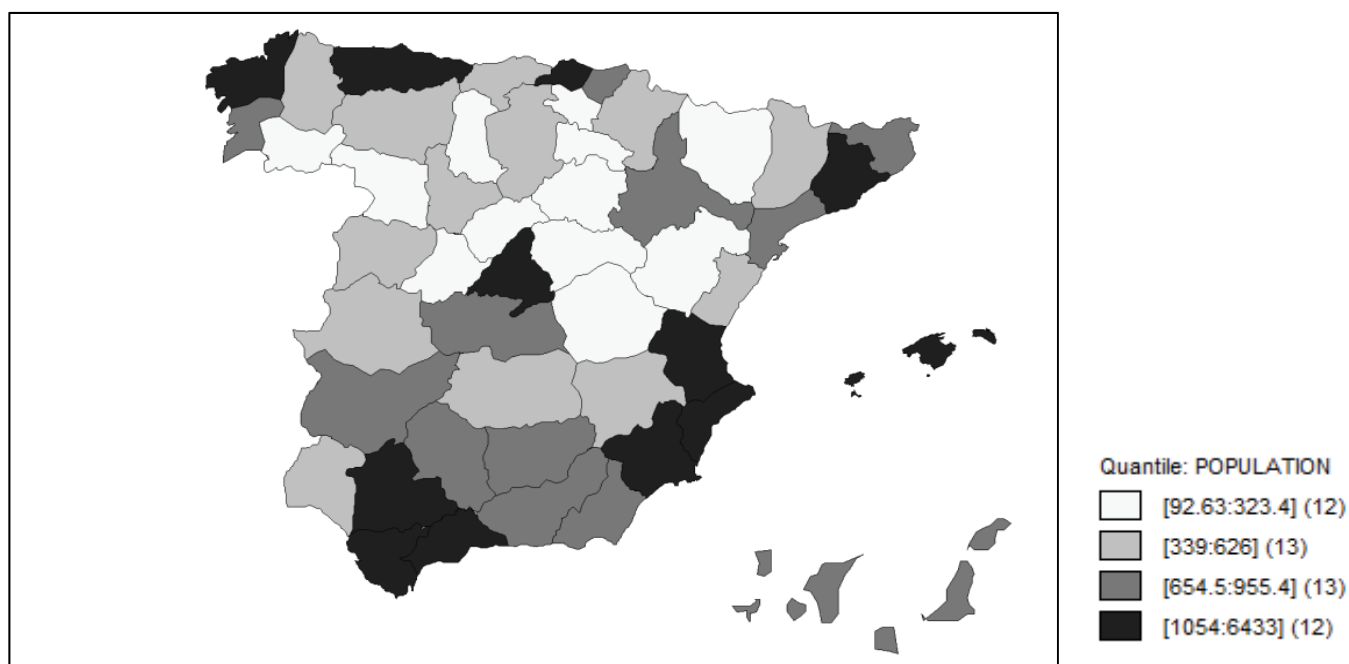 Quantile: POPULATION
[92.63:323.4] (12)
[339:626] (13)
[654.5:955.4] (13)
[1054:6433] (12)